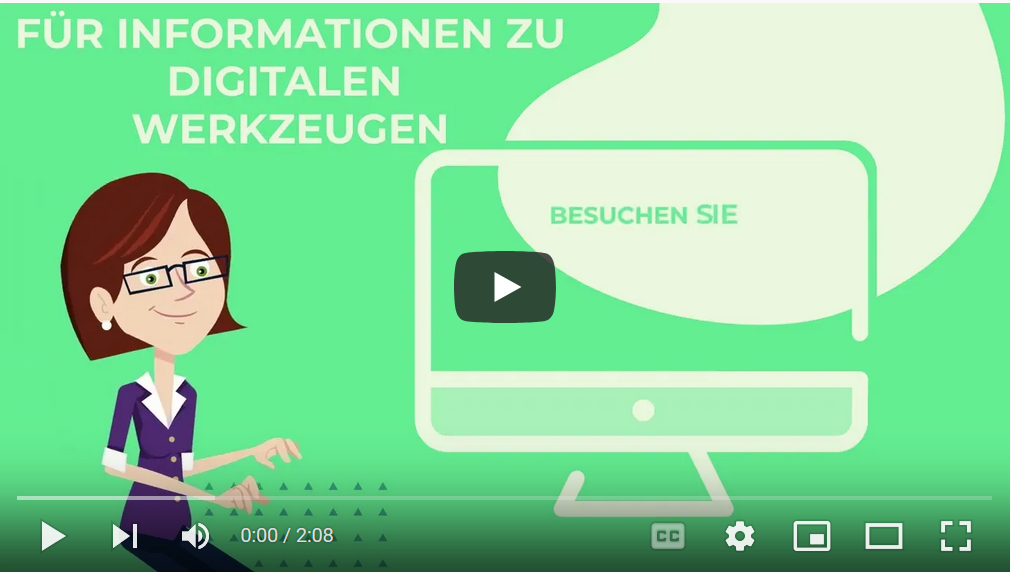 FÜR INFORMATIONEN ZU
DIGITALEN
WERKZEUGEN
BESUCHEN SIE
0:00 / 2:08
CC